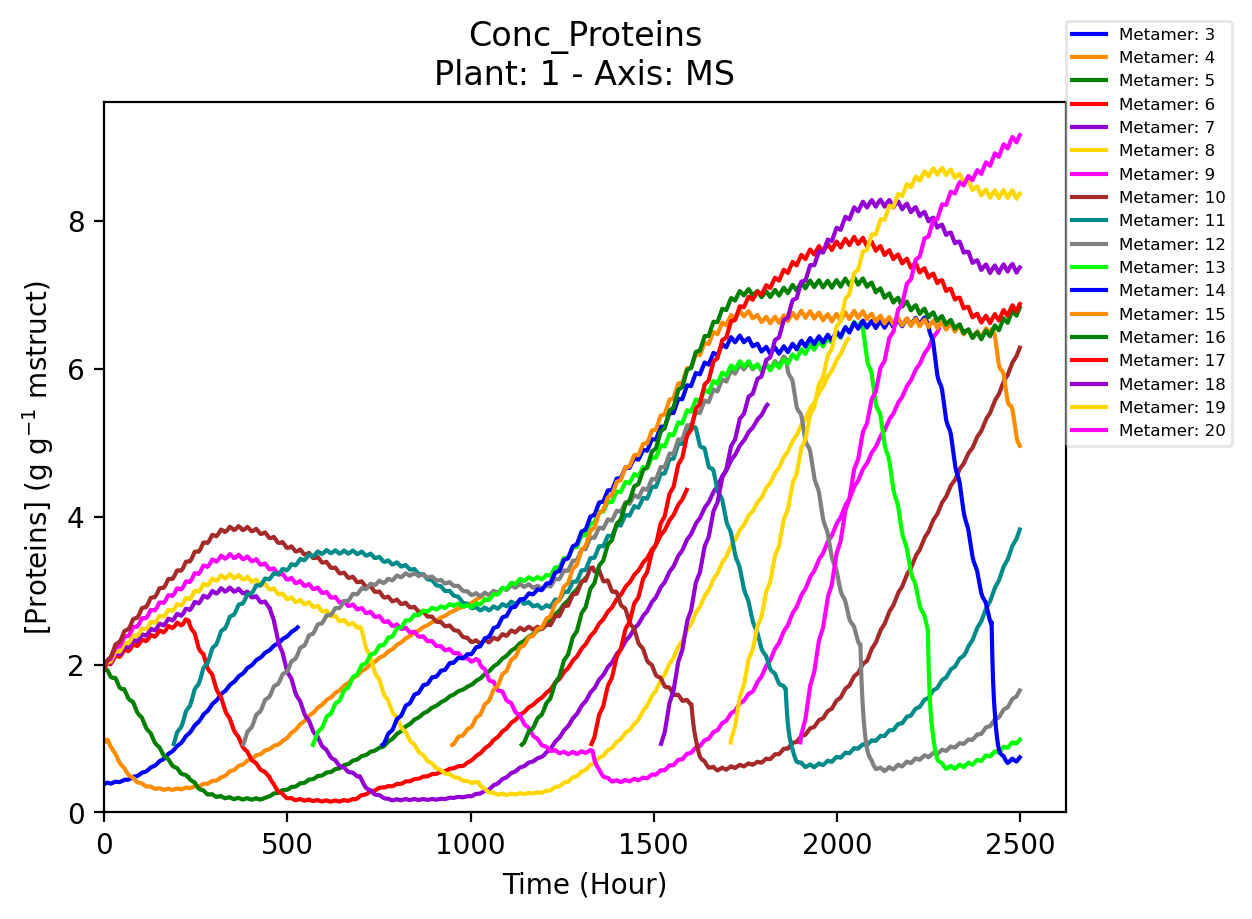 Conc_Proteins
Plant: 1 - Axis: MS
Metamer: 3
Metamer: 4
Metamer: 5
Metamer: 6
Metamer: 7
Metamer: 8
Metamer: 9
Metamer: 10
Metamer: 11
Metamer: 12
Metamer: 13
Metamer: 14
Metamer: 15
Metamer: 16
Metamer: 17
Metamer: 18
Metamer: 19
Metamer: 20
[Proteins] (g g⁻¹ mstruct)
8
6
4
2
0
0 500 1000 1500 2000 2500
Time (Hour)